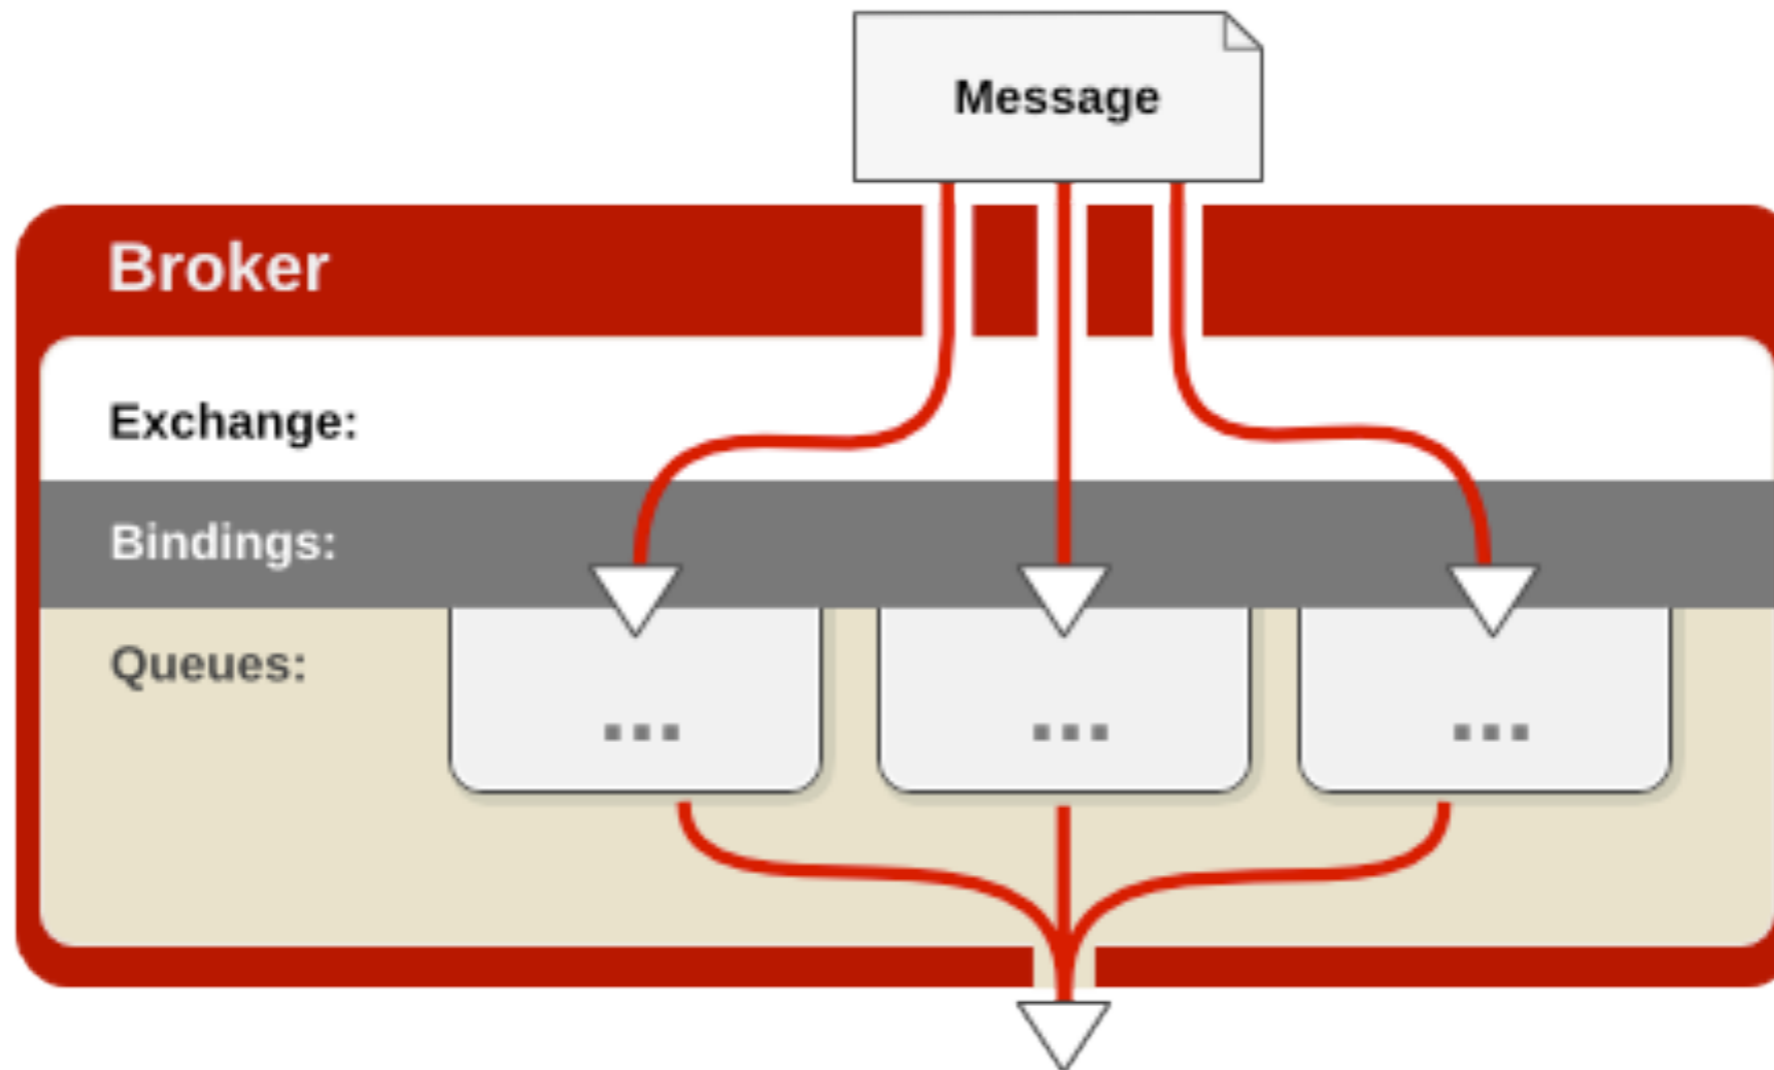 Message
Broker
Exchange:
Bindings:
Queues:
...
...
...